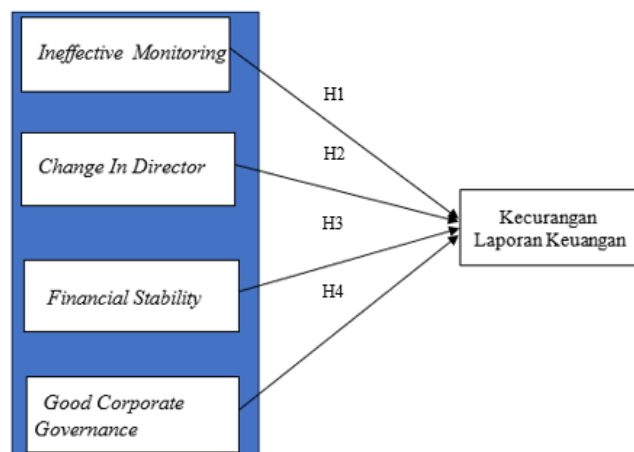 Ineffective Monitoring
H1
H2
Change In Director
Kecurangan
Laporan Keuangan
H3
Financial Stability
H4
Good Corporate
Governance